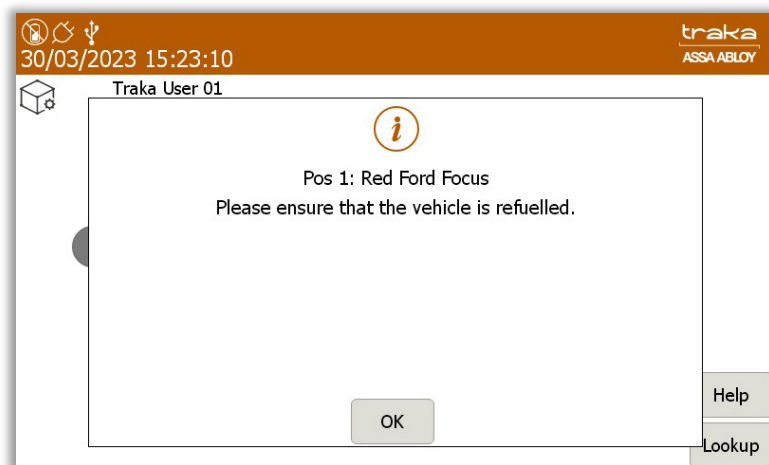 30/03/2023 15:23:10
traka
ASSA ABLOY
Traka User 01
i
Pos 1: Red Ford Focus
Please ensure that the vehicle is refuelled.
OK
Help
Lookup